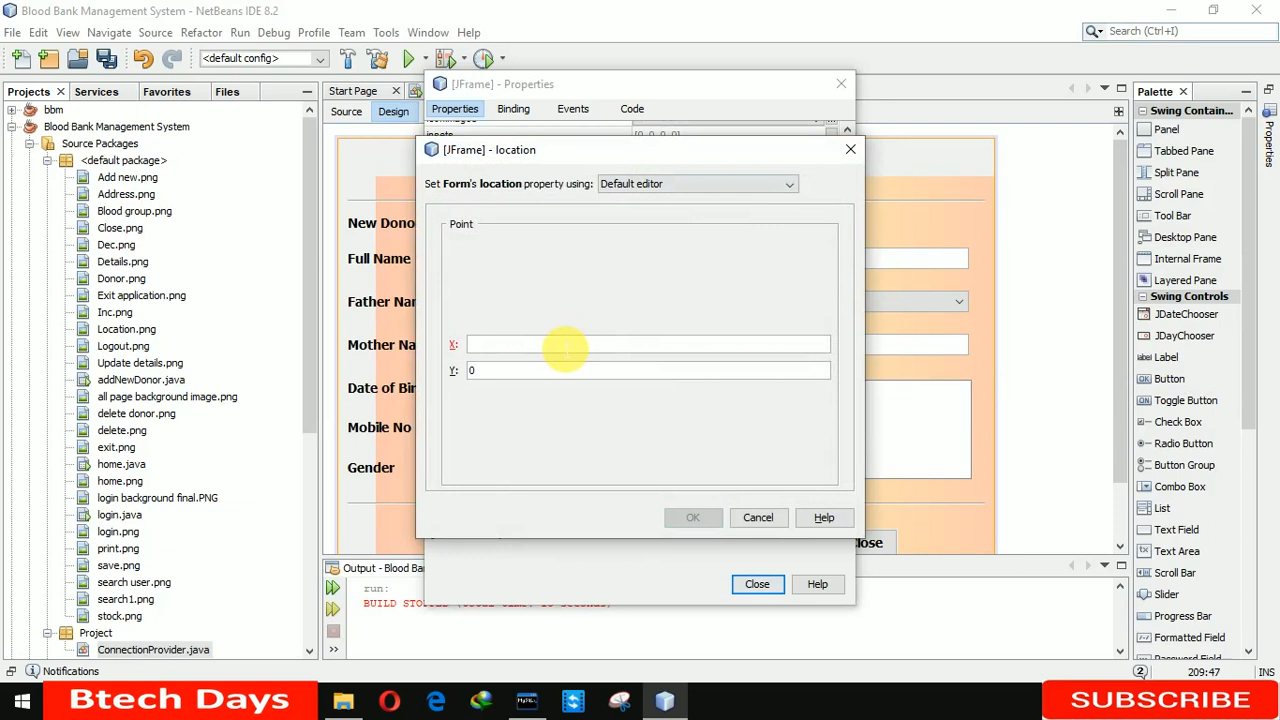 Blood Bank Management System - NetBeans IDE 8.2
File Edit View Navigate Source Refactor Run Debug Profile Team Tools Window Help
Search (Ctrl+I)
<default config>
Projects Services Favorites Files
bbm
Blood Bank Management System
Source Packages
<default package>
Add new.png
Address.png
Blood group.png
Close.png
Dec.png
Details.png
Donor.png
Exit application.png
Inc.png
Location.png
Logout.png
Update details.png
addNewDonor.java
all page background image.png
delete donor.png
delete.png
exit.png
home.java
home.png
login background final.PNG
login.java
login.png
print.png
save.png
search user.png
search1.png
stock.png
Project
ConnectionProvider.java
Start Page
Source Design
New Dono
Full Name
Father Nar
Mother Na
Date of Bir
Mobile No
Gender
lose
[JFrame] - Properties
Properties Binding Events Code
[JFrame] - location
Set Form's location property using: Default editor
Point
X:
Y: 0
OK Cancel Help
Close Help
Output - Blood Ban
run:
Palette
Swing Contain...
Panel
Tabbed Pane
Split Pane
Scroll Pane
Tool Bar
Desktop Pane
Internal Frame
Layered Pane
Swing Controls
JDateChooser
JDayChooser
Label
Button
Toggle Button
Check Box
Radio Button
Button Group
Combo Box
List
Text Field
Text Area
Scroll Bar
Slider
Progress Bar
Formatted Field
Properties
Notifications
2 209:47 INS
Btech Days
SUBSCRIBE